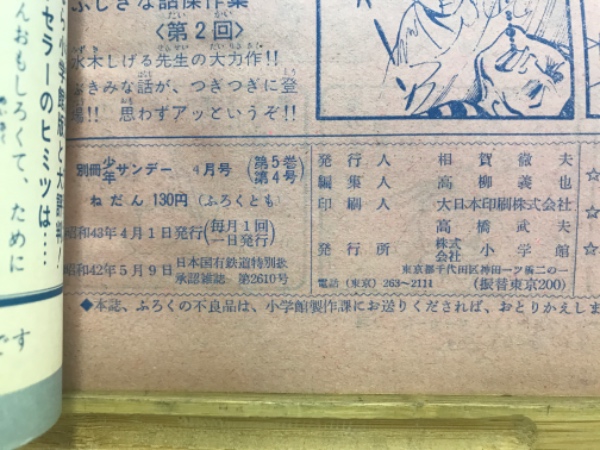 ふしぎな話傑作集
〈第2回〉
水木しげる先生の大力作!!
ぶきみな話が、つぎつぎに登
場!! 思わずアッというぞ!!
別冊少年サンデー 4月号 (第5巻第4号)
ねだん 130円 (ふろくとも)
昭和43年4月1日発行 (毎月1回一日発行)
昭和42年5月9日 日本国有鉄道特別扱
承認雑誌 第2610号
発行人 相賀徹夫
編集人 高柳義也
印刷人 大日本印刷株式会社
高橋武夫
発行所 株式会社 小学館
東京都千代田区神田一ツ橋二の一
電話(東京) 263〜2111 (振替東京200)
◆本誌、ふろくの不良品は、小学館製作課にお送りくだされば、おとりかえしま
小学館版と大評判!
セラーのヒミツは…
んおもしろくて、ために
です